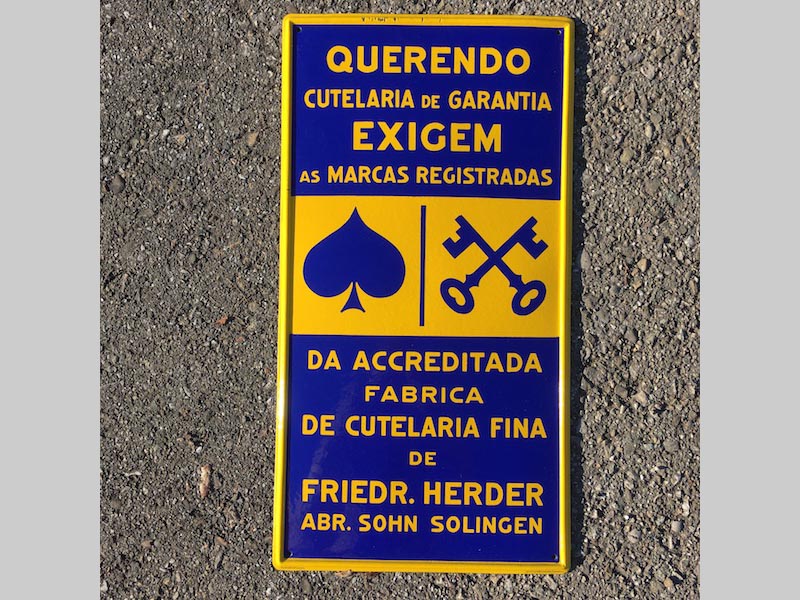 QUERENDO
CUTELARIA DE GARANTIA
EXIGEM
AS MARCAS REGISTRADAS
DA ACCREDITADA
FABRICA
DE CUTELARIA FINA
DE
FRIEDR. HERDER
ABR. SOHN SOLINGEN